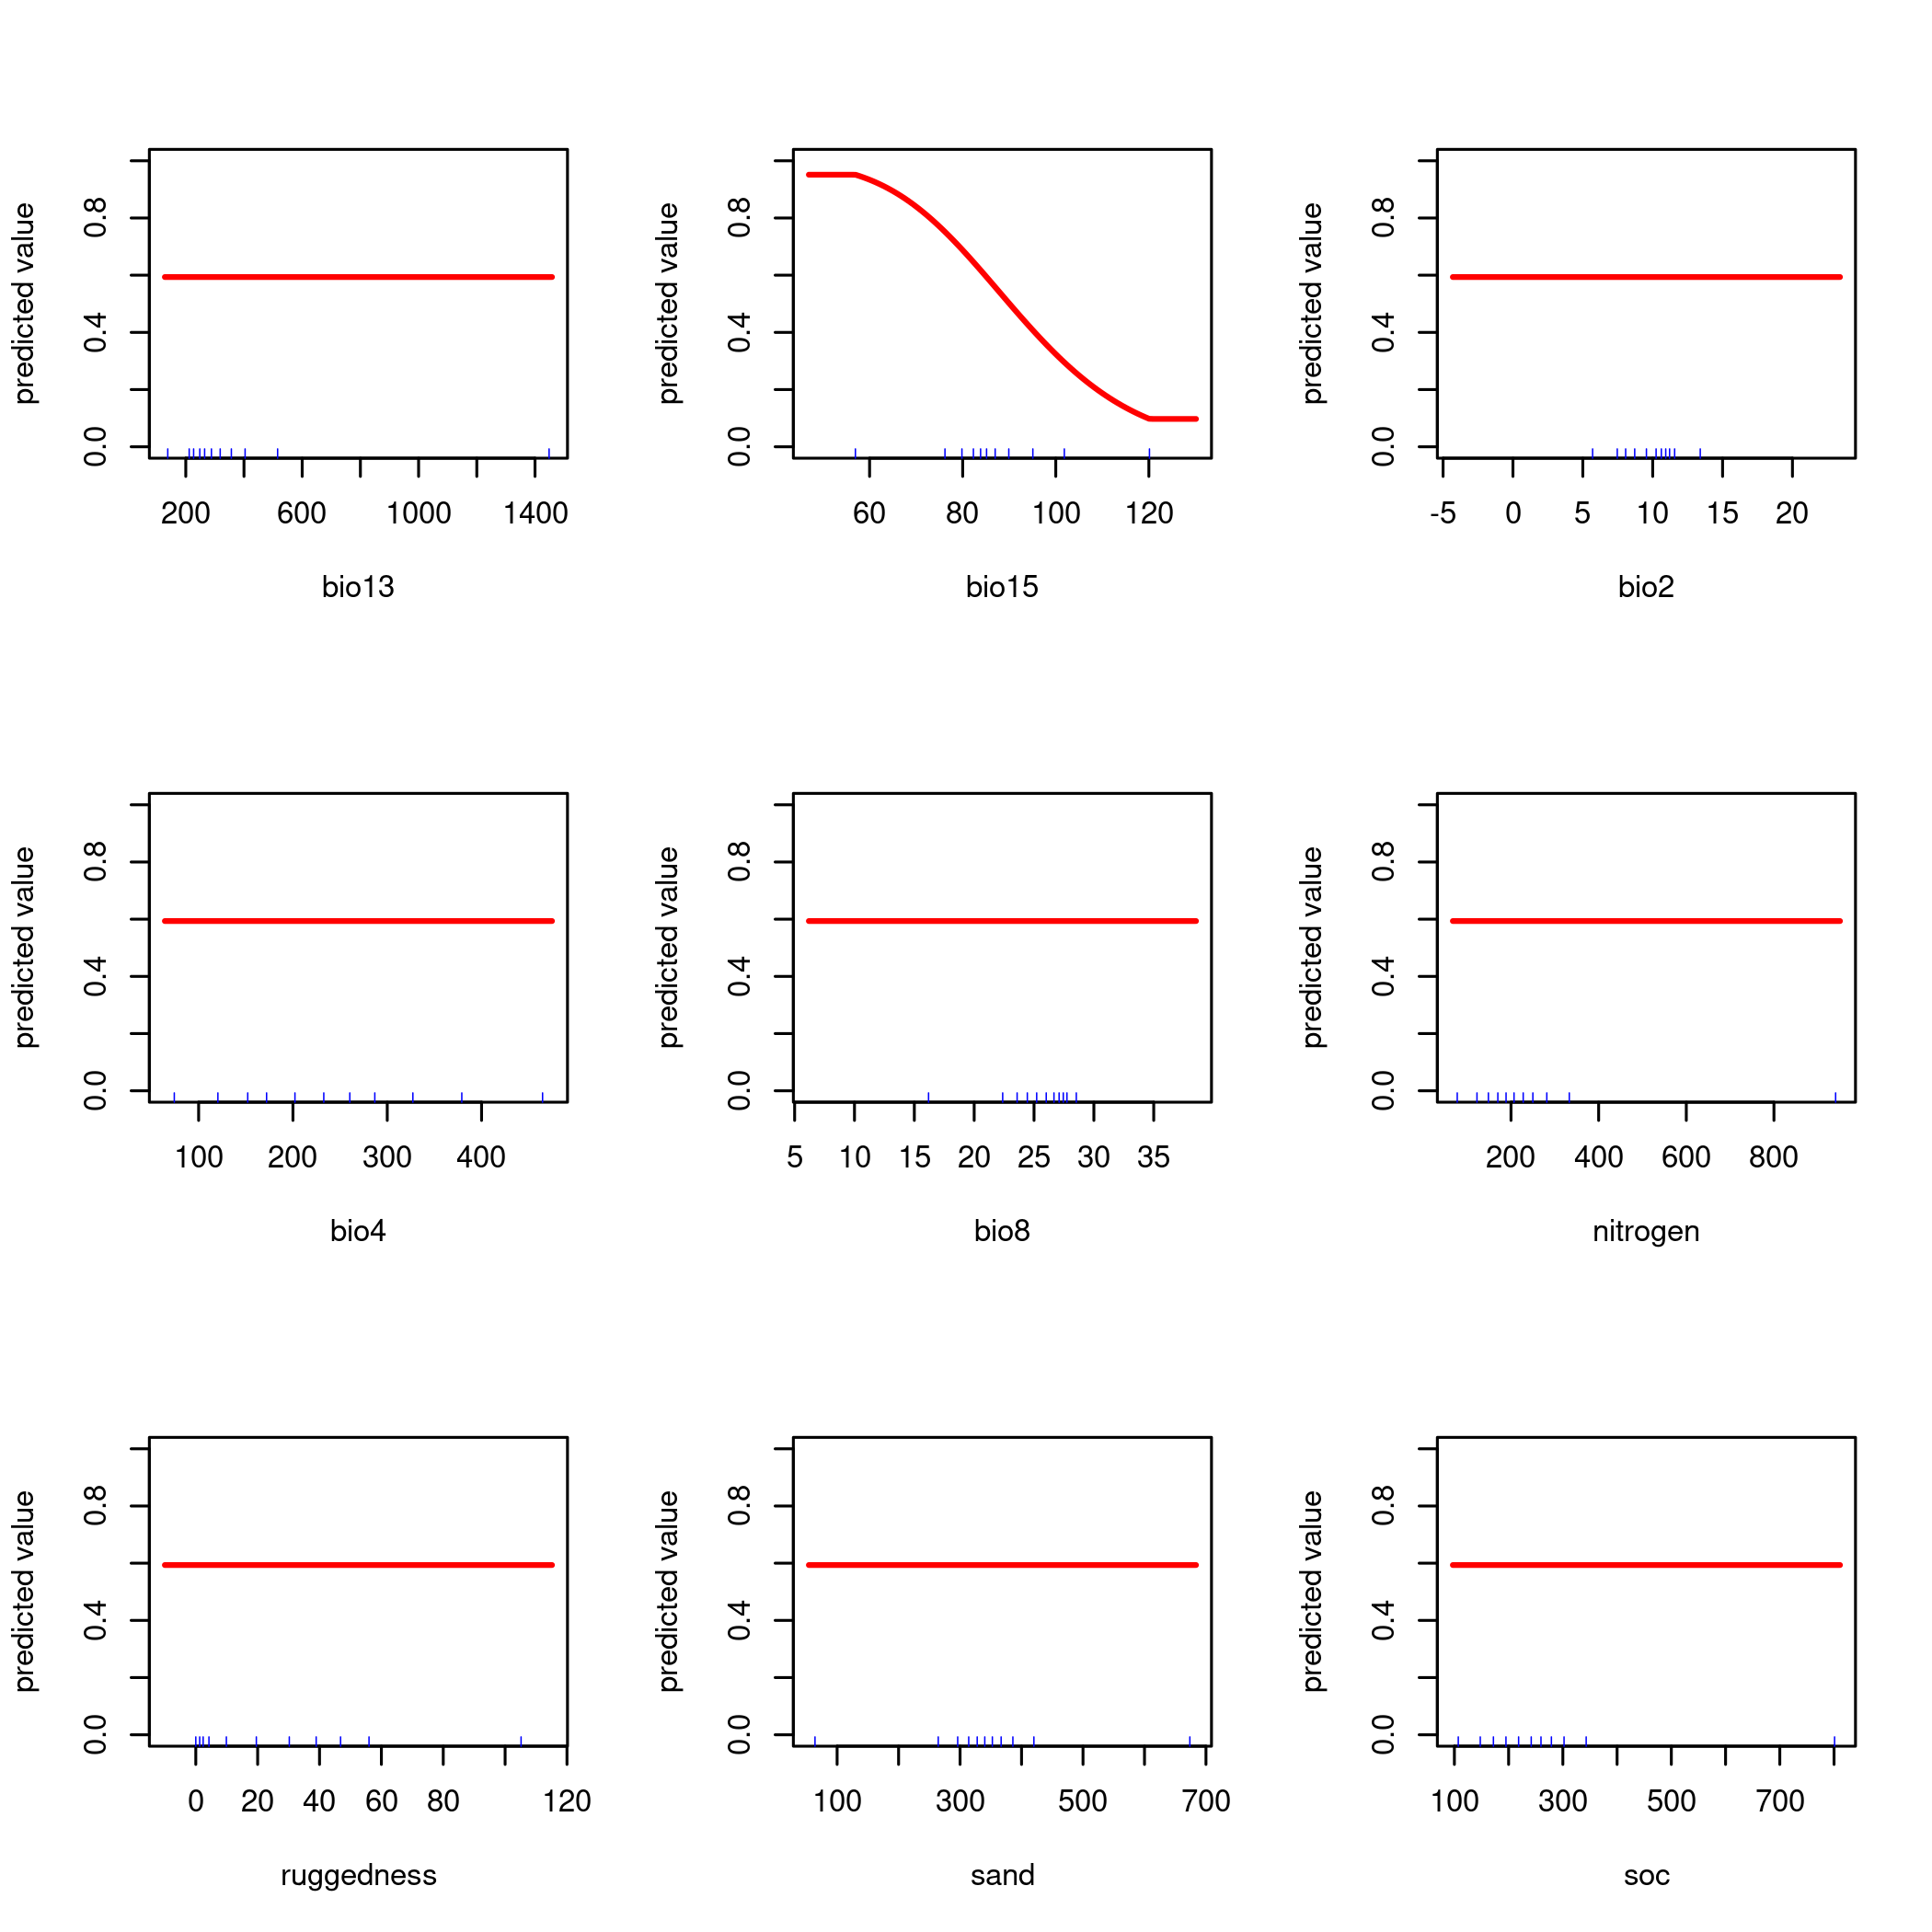 predicted value
0.0 0.4 0.8
200 600 1000 1400
bio13
predicted value
0.0 0.4 0.8
60 80 100 120
bio15
predicted value
0.0 0.4 0.8
-5 0 5 10 15 20
bio2
predicted value
0.0 0.4 0.8
100 200 300 400
bio4
predicted value
0.0 0.4 0.8
5 10 15 20 25 30 35
bio8
predicted value
0.0 0.4 0.8
200 400 600 800
nitrogen
predicted value
0.0 0.4 0.8
0 20 40 60 80 120
ruggedness
predicted value
0.0 0.4 0.8
100 300 500 700
sand
predicted value
0.0 0.4 0.8
100 300 500 700
soc